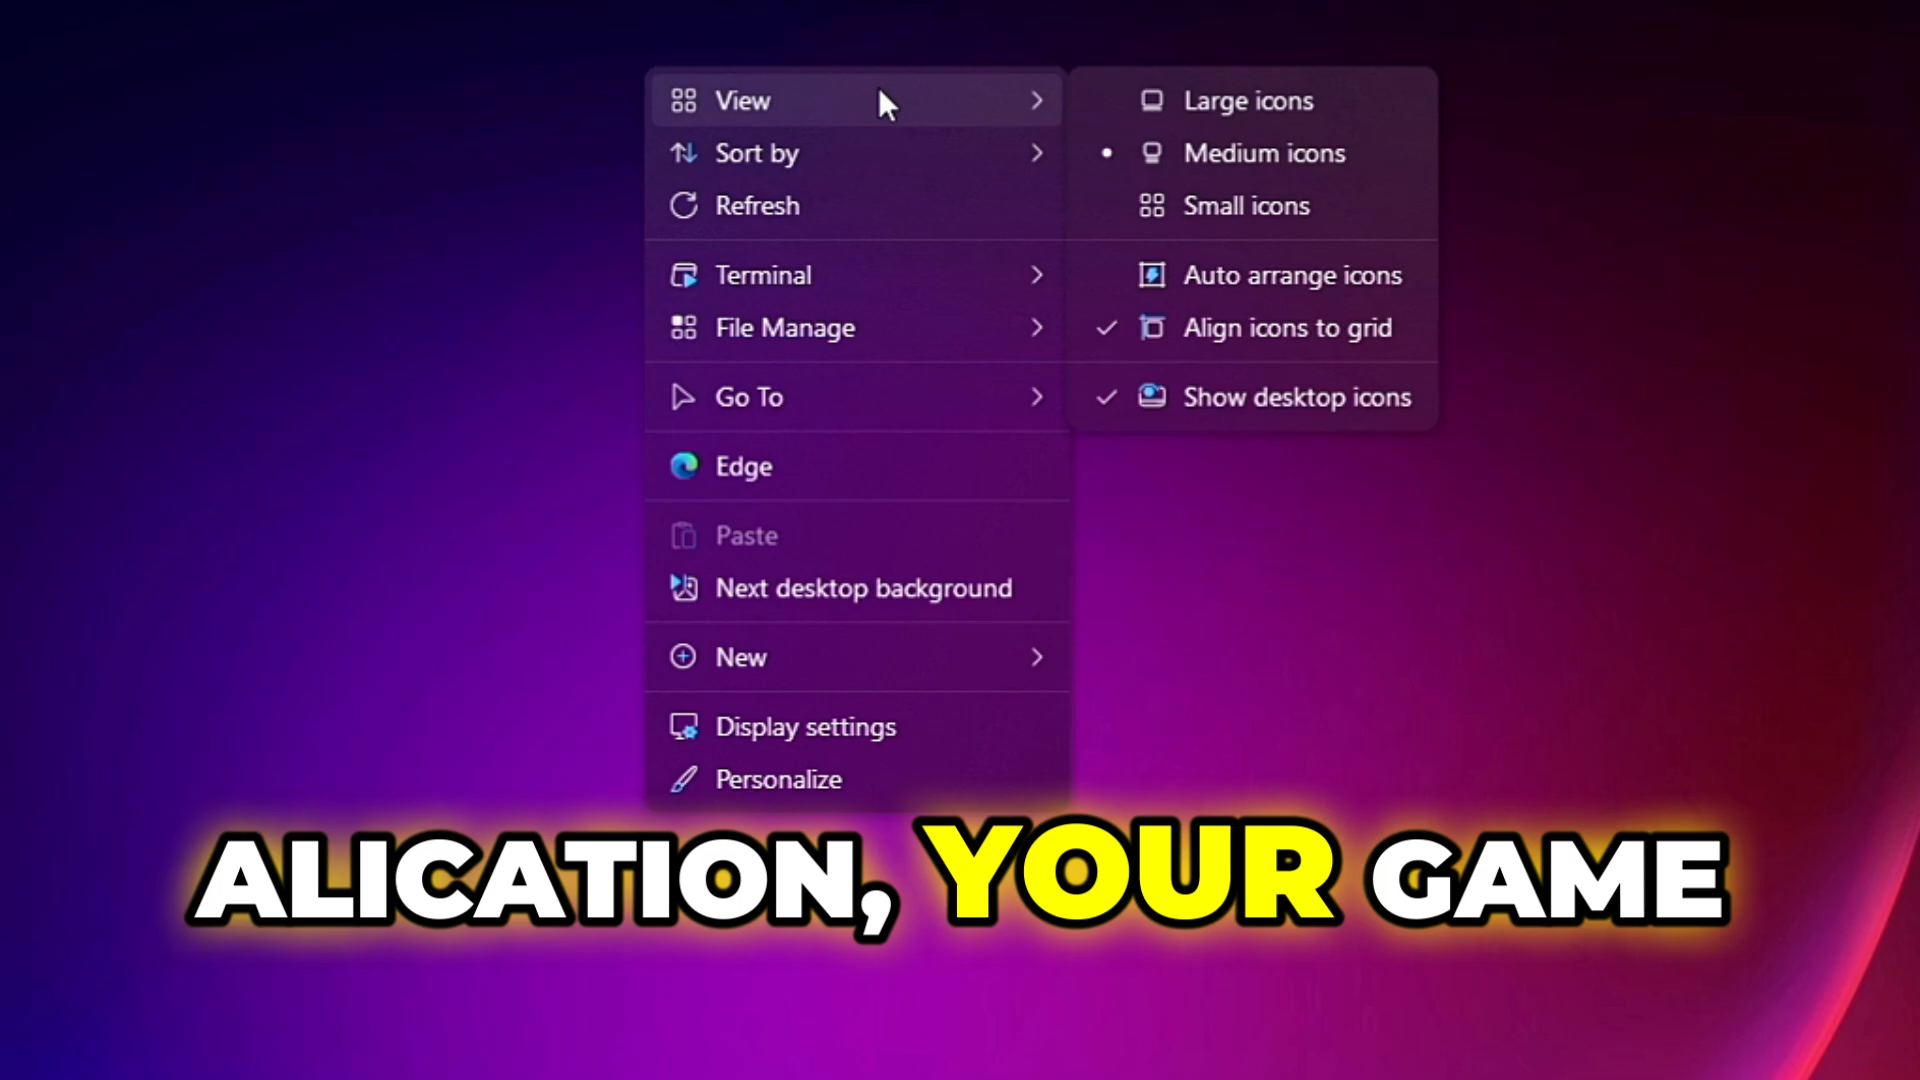 View
Sort by
Refresh
Terminal
File Manage
Go To
Edge
Paste
Next desktop background
New
Display settings
Personalize
Large icons
Medium icons
Small icons
Auto arrange icons
Align icons to grid
Show desktop icons
ALICATION, YOUR GAME